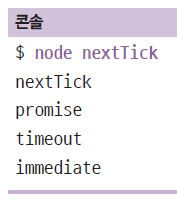 콘솔
$ node nextTick
nextTick
promise
timeout
immediate